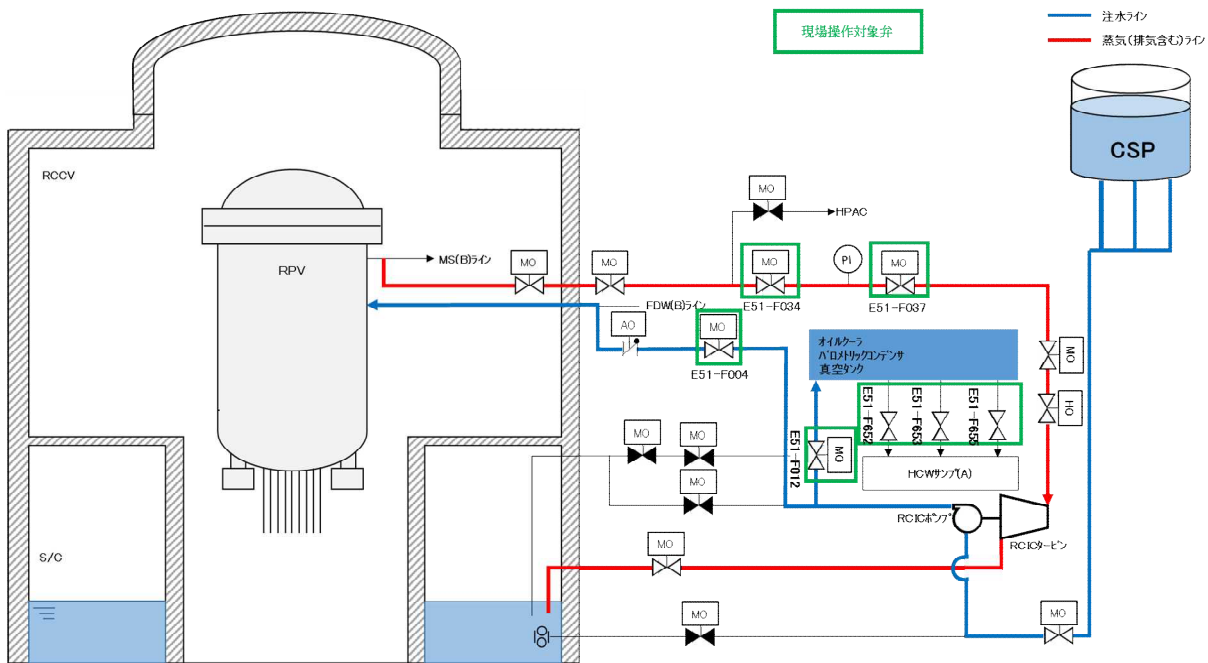 現場操作対象弁
注水ライン
蒸気(排気含む)ライン
CSP
RCCV
MO
HPAC
RPV
MS(B)ライン
MO
MO
MO
PI
MO
E51-F034
E51-F037
FDW(B)ライン
AO
MO
E51-F004
オイルクーラ
バロメトリックコンデンサ
真空タンク
MO
HO
E51-F652
E51-F653
E51-F655
MO
MO
E51-F012
MO
HCWサンプ(A)
MO
RCICポンプ
RCICタービン
S/C
MO
MO
MO